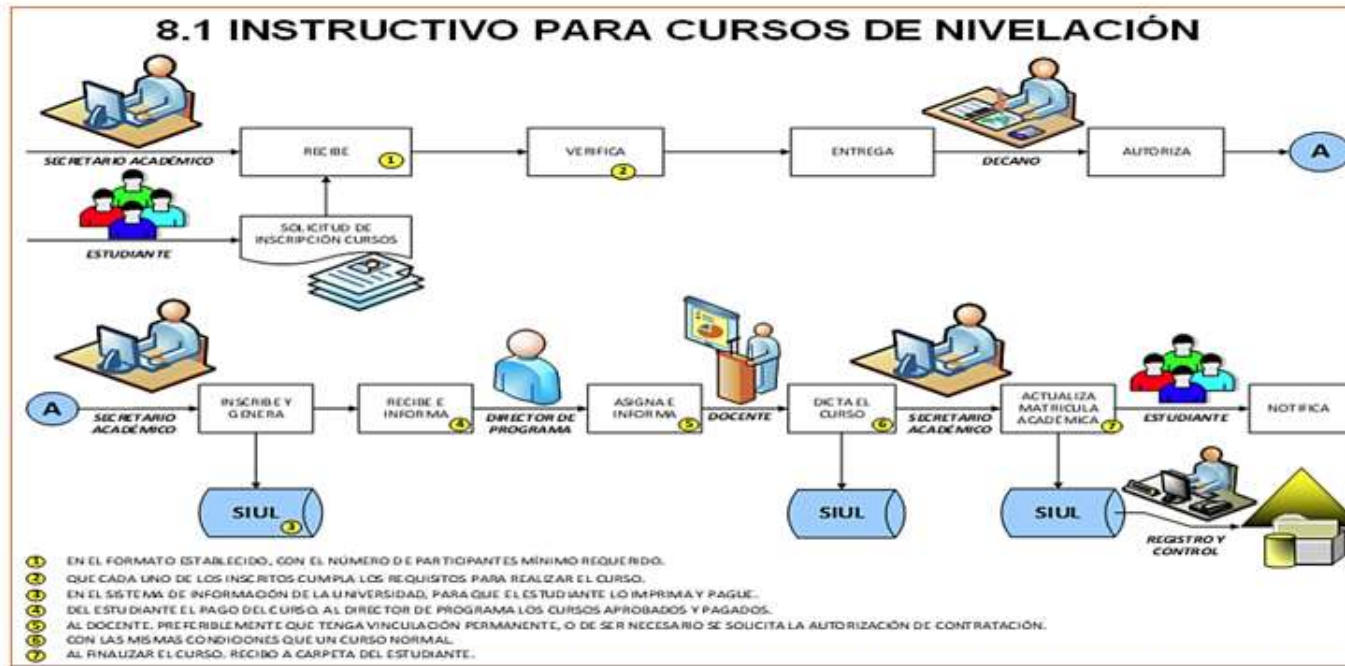 8.1 INSTRUCTIVO PARA CURSOS DE NIVELACIÓN
SECRETARIO ACADÉMICO
RECIBE
1
VERIFICA
2
ENTREGA
DECANO
AUTORIZA
A
ESTUDIANTE
SOLICITUD DE
INSCRIPCIÓN CURSOS
A
SECRETARIO
ACADÉMICO
INSCRIBE Y
GENERA
RECIBE E
INFORMA
4
DIRECTOR DE
PROGRAMA
ASIGNA E
INFORMA
5
DOCENTE
DICTA EL
CURSO
6
SECRETARIO
ACADÉMICO
ACTUALIZA
MATRICULA
ACADÉMICA
7
ESTUDIANTE
NOTIFICA
SIUL
3
SIUL
SIUL
REGISTRO Y
CONTROL
1 EN EL FORMATO ESTABLECIDO, CON EL NÚMERO DE PARTICIPANTES MÍNIMO REQUERIDO.
2 QUE CADA UNO DE LOS INSCRITOS CUMPLA LOS REQUISITOS PARA REALIZAR EL CURSO.
3 EN EL SISTEMA DE INFORMACIÓN DE LA UNIVERSIDAD, PARA QUE EL ESTUDIANTE LO IMPRIMA Y PAGUE.
4 DEL ESTUDIANTE EL PAGO DEL CURSO. AL DIRECTOR DE PROGRAMA LOS CURSOS APROBADOS Y PAGADOS.
5 AL DOCENTE. PREFERIBLEMENTE QUE TENGA VINCULACIÓN PERMANENTE, O DE SER NECESARIO SE SOLICITA LA AUTORIZACIÓN DE CONTRATACIÓN.
6 CON LAS MISMAS CONDICIONES QUE UN CURSO NORMAL.
7 AL FINALIZAR EL CURSO. RECIBO A CARPETA DEL ESTUDIANTE.